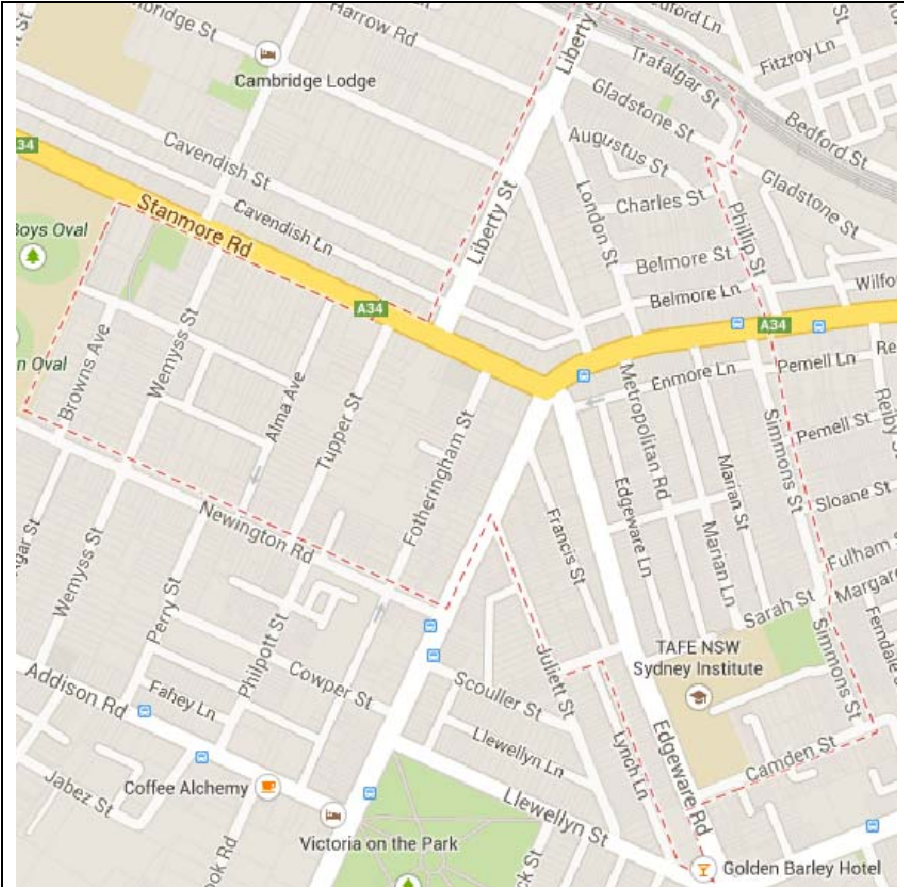 Harrow Rd
Liberty
Trafalgar St
Fitzroy Ln
Cambridge Lodge
Gladstone St
Bedford St
Augustus St
Cavendish St
Liberty St
London St
Charles St
Gladstone St
Stanmore Rd
Cavendish Ln
Phillip St
Boys Oval
Belmore St
Belmore Ln
A34
A34
Enmore Ln
Pemell Ln
n Oval
Browns Ave
Wemyss St
Alma Ave
Tupper St
Fotheringham St
Metropolitan Rd
Simmons St
Pemell St
Edgeware Ln
Marian St
Marian Ln
Sloane St
Newington Rd
Francis St
Fulham S
Wemyss St
Perry St
Philpott St
Sarah St
Simmons St
TAFE NSW
Sydney Institute
Juliett St
Cowper St
Scouller St
Addison Rd
Fahey Ln
Llewellyn Ln
Lynch Ln
Edgeware Rd
Camden St
Jabez St
Coffee Alchemy
Llewellyn St
Victoria on the Park
Golden Barley Hotel